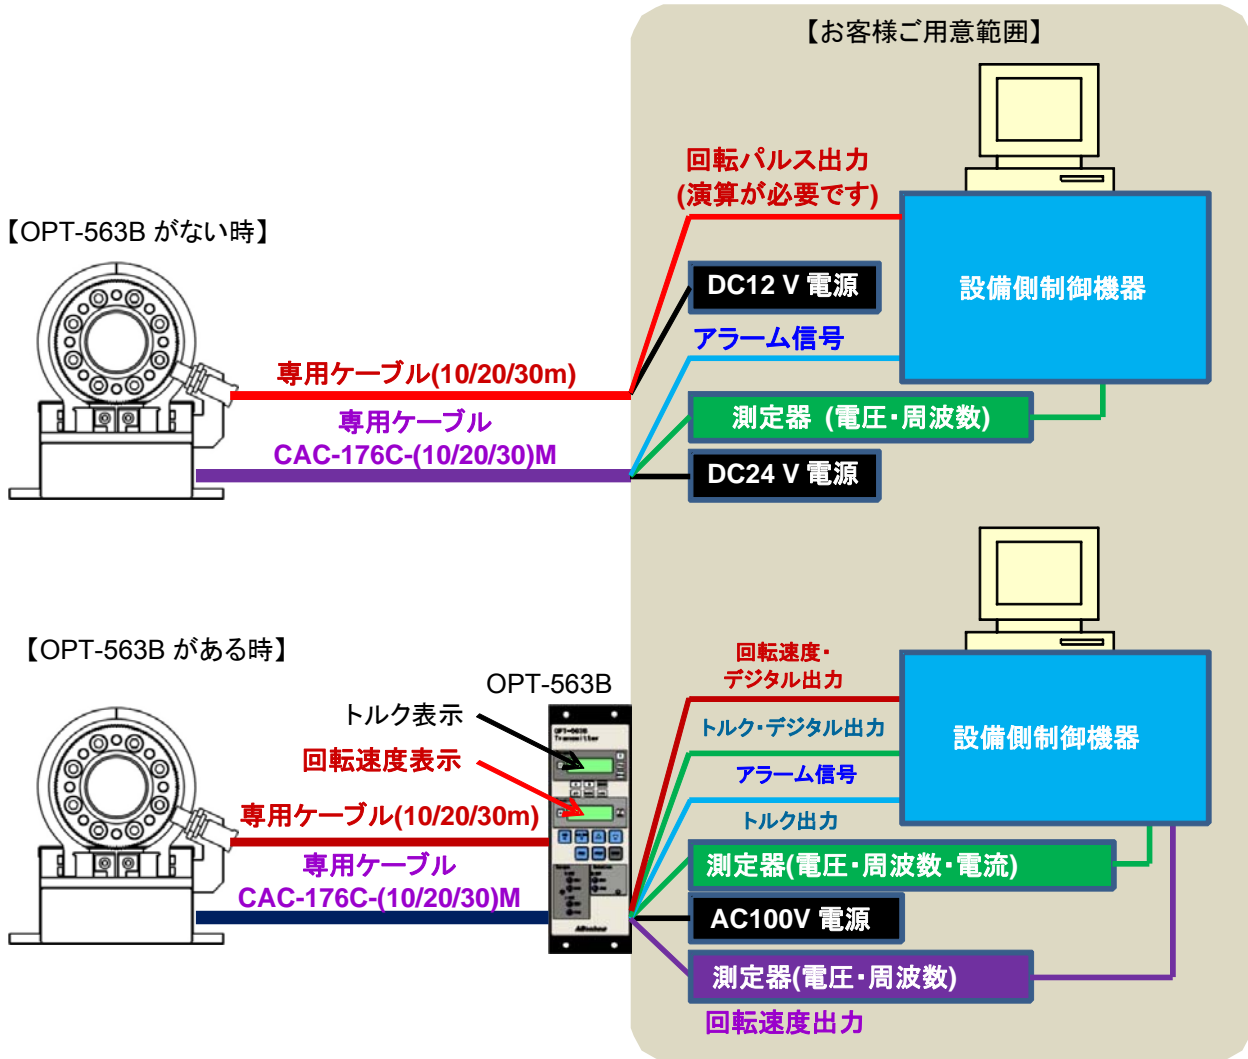 【お客様ご用意範囲】
回転パルス出力
(演算が必要です)
【OPT-563B がない時】
DC12 V 電源
設備側制御機器
アラーム信号
専用ケーブル(10/20/30m)
専用ケーブル
CAC-176C-(10/20/30)M
測定器 (電圧・周波数)
DC24 V 電源
【OPT-563B がある時】
OPT-563B
トルク表示
回転速度表示
OPT-563B
Transmitter
専用ケーブル(10/20/30m)
専用ケーブル
CAC-176C-(10/20/30)M
回転速度・
デジタル出力
トルク・デジタル出力
設備側制御機器
アラーム信号
トルク出力
測定器(電圧・周波数・電流)
AC100V 電源
測定器(電圧・周波数)
回転速度出力